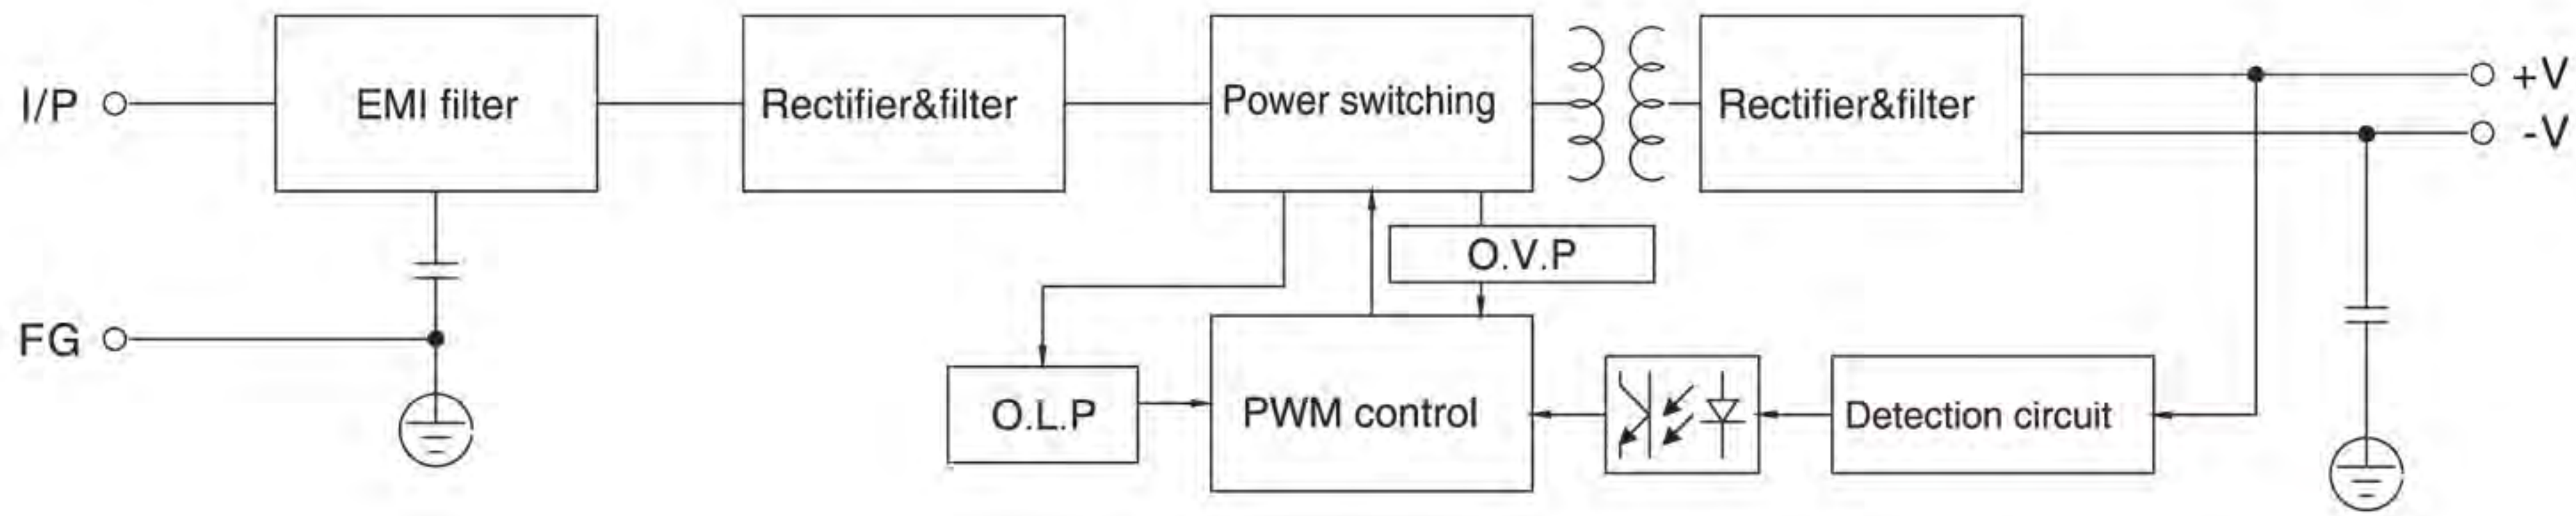 I/P
EMI filter
Rectifier&filter
Power switching
Rectifier&filter
+V
-V
O.V.P
FG
O.L.P
PWM control
Detection circuit